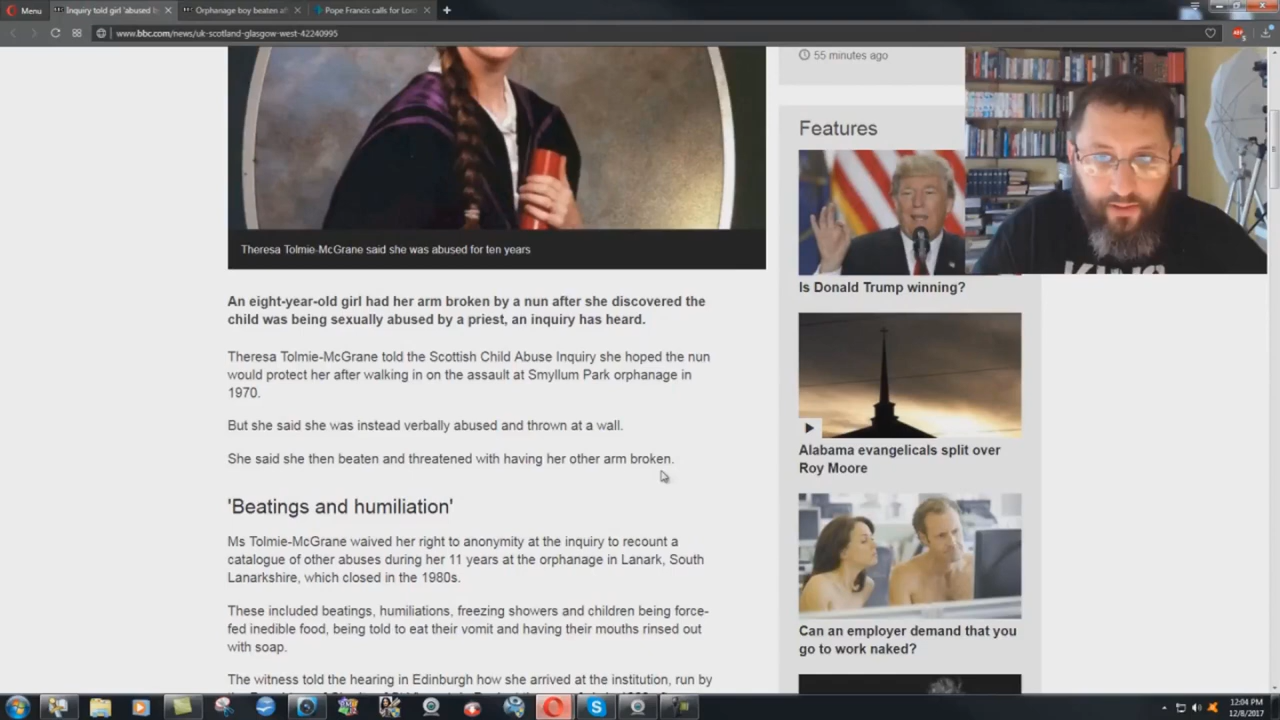 Menu
Inquiry told girl 'abused b
Orphanage boy beaten af
Pope Francis calls for Lor
www.bbc.com/news/uk-scotland-glasgow-west-42240995
55 minutes ago
Features
Theresa Tolmie-McGrane said she was abused for ten years
An eight-year-old girl had her arm broken by a nun after she discovered the
child was being sexually abused by a priest, an inquiry has heard.
Theresa Tolmie-McGrane told the Scottish Child Abuse Inquiry she hoped the nun
would protect her after walking in on the assault at Smyllum Park orphanage in
1970.
But she said she was instead verbally abused and thrown at a wall.
She said she then beaten and threatened with having her other arm broken.
'Beatings and humiliation'
Ms Tolmie-McGrane waived her right to anonymity at the inquiry to recount a
catalogue of other abuses during her 11 years at the orphanage in Lanark, South
Lanarkshire, which closed in the 1980s.
These included beatings, humiliations, freezing showers and children being force-
fed inedible food, being told to eat their vomit and having their mouths rinsed out
with soap.
The witness told the hearing in Edinburgh how she arrived at the institution, run by
Is Donald Trump winning?
Alabama evangelicals split over
Roy Moore
Can an employer demand that you
go to work naked?
12:04 PM
12/8/2017